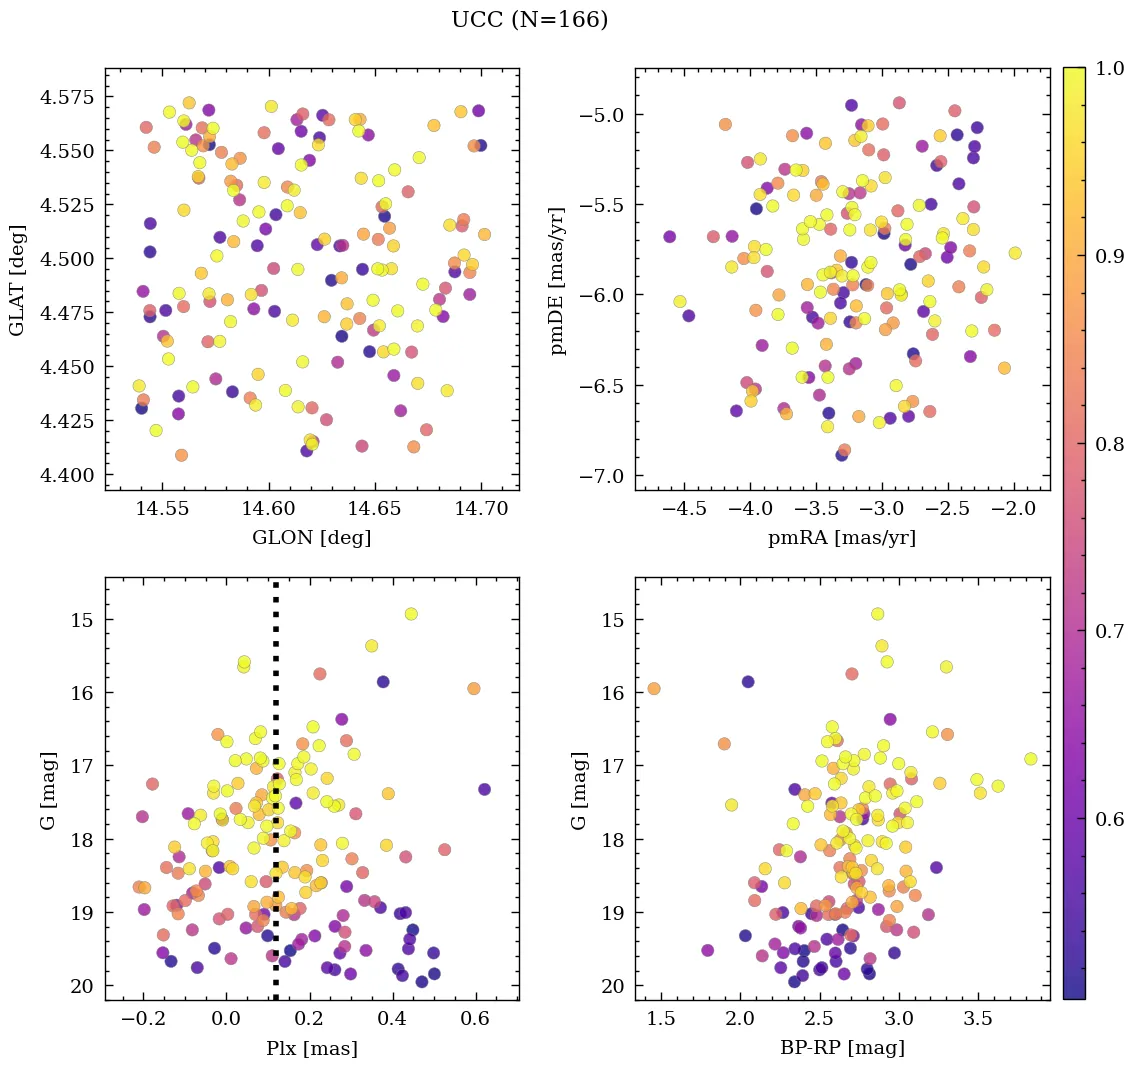 UCC (N=166)
4.575
4.550
4.525
4.500
4.475
4.450
4.425
4.400
GLAT [deg]
14.55 14.60 14.65 14.70
GLON [deg]
−5.0
−5.5
−6.0
−6.5
−7.0
pmDE [mas/yr]
−4.5 −4.0 −3.5 −3.0 −2.5 −2.0
pmRA [mas/yr]
15
16
17
18
19
20
G [mag]
−0.2 0.0 0.2 0.4 0.6
Plx [mas]
15
16
17
18
19
20
G [mag]
1.5 2.0 2.5 3.0 3.5
BP-RP [mag]
1.0
0.9
0.8
0.7
0.6